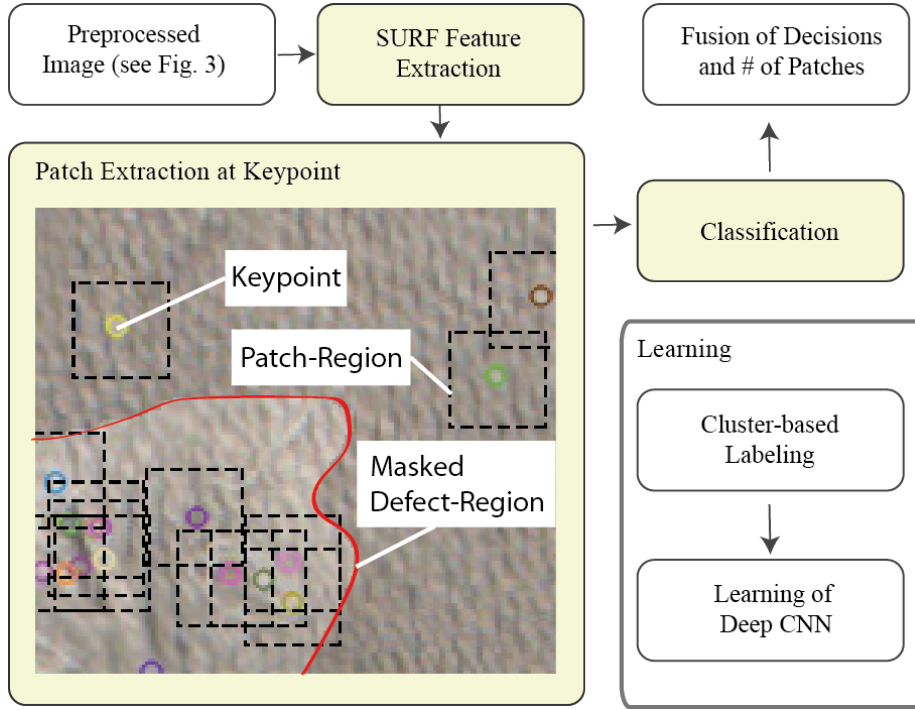 Preprocessed
Image (see Fig. 3)
SURF Feature
Extraction
Fusion of Decisions
and # of Patches
Patch Extraction at Keypoint
Keypoint
Patch-Region
Masked
Defect-Region
Classification
Learning
Cluster-based
Labeling
Learning of
Deep CNN